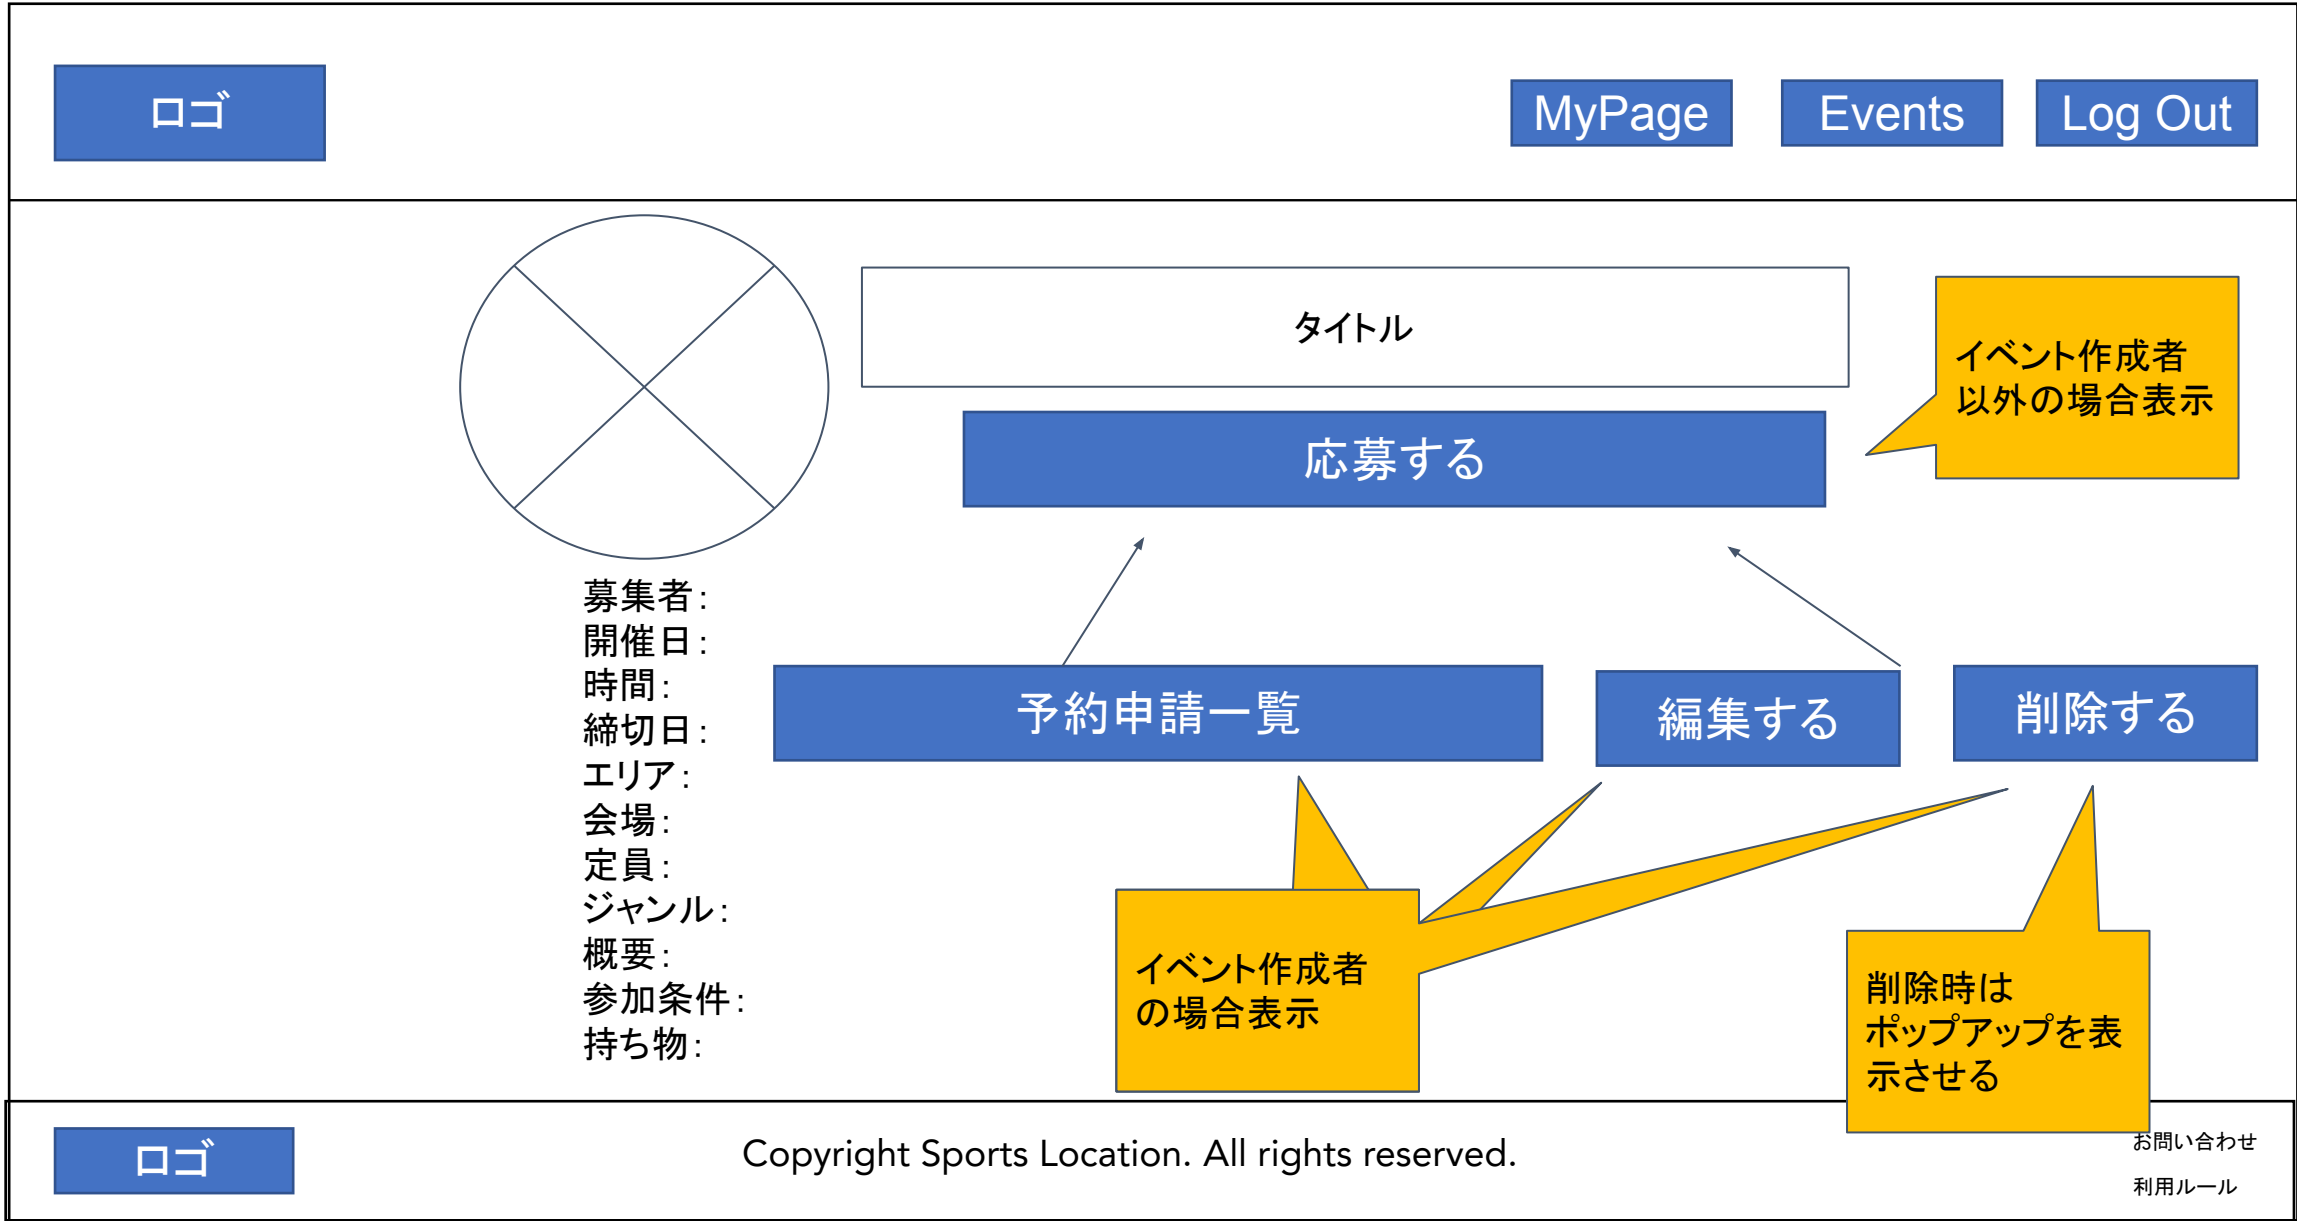 ロゴ
MyPage
Events
Log Out
タイトル
イベント作成者
以外の場合表示
応募する
募集者：
開催日：
時間：
締切日：
エリア：
会場：
定員：
ジャンル：
概要：
参加条件：
持ち物：
予約申請一覧
編集する
削除する
イベント作成者
の場合表示
削除時は
ポップアップを表
示させる
ロゴ
Copyright Sports Location. All rights reserved.
お問い合わせ
利用ルール